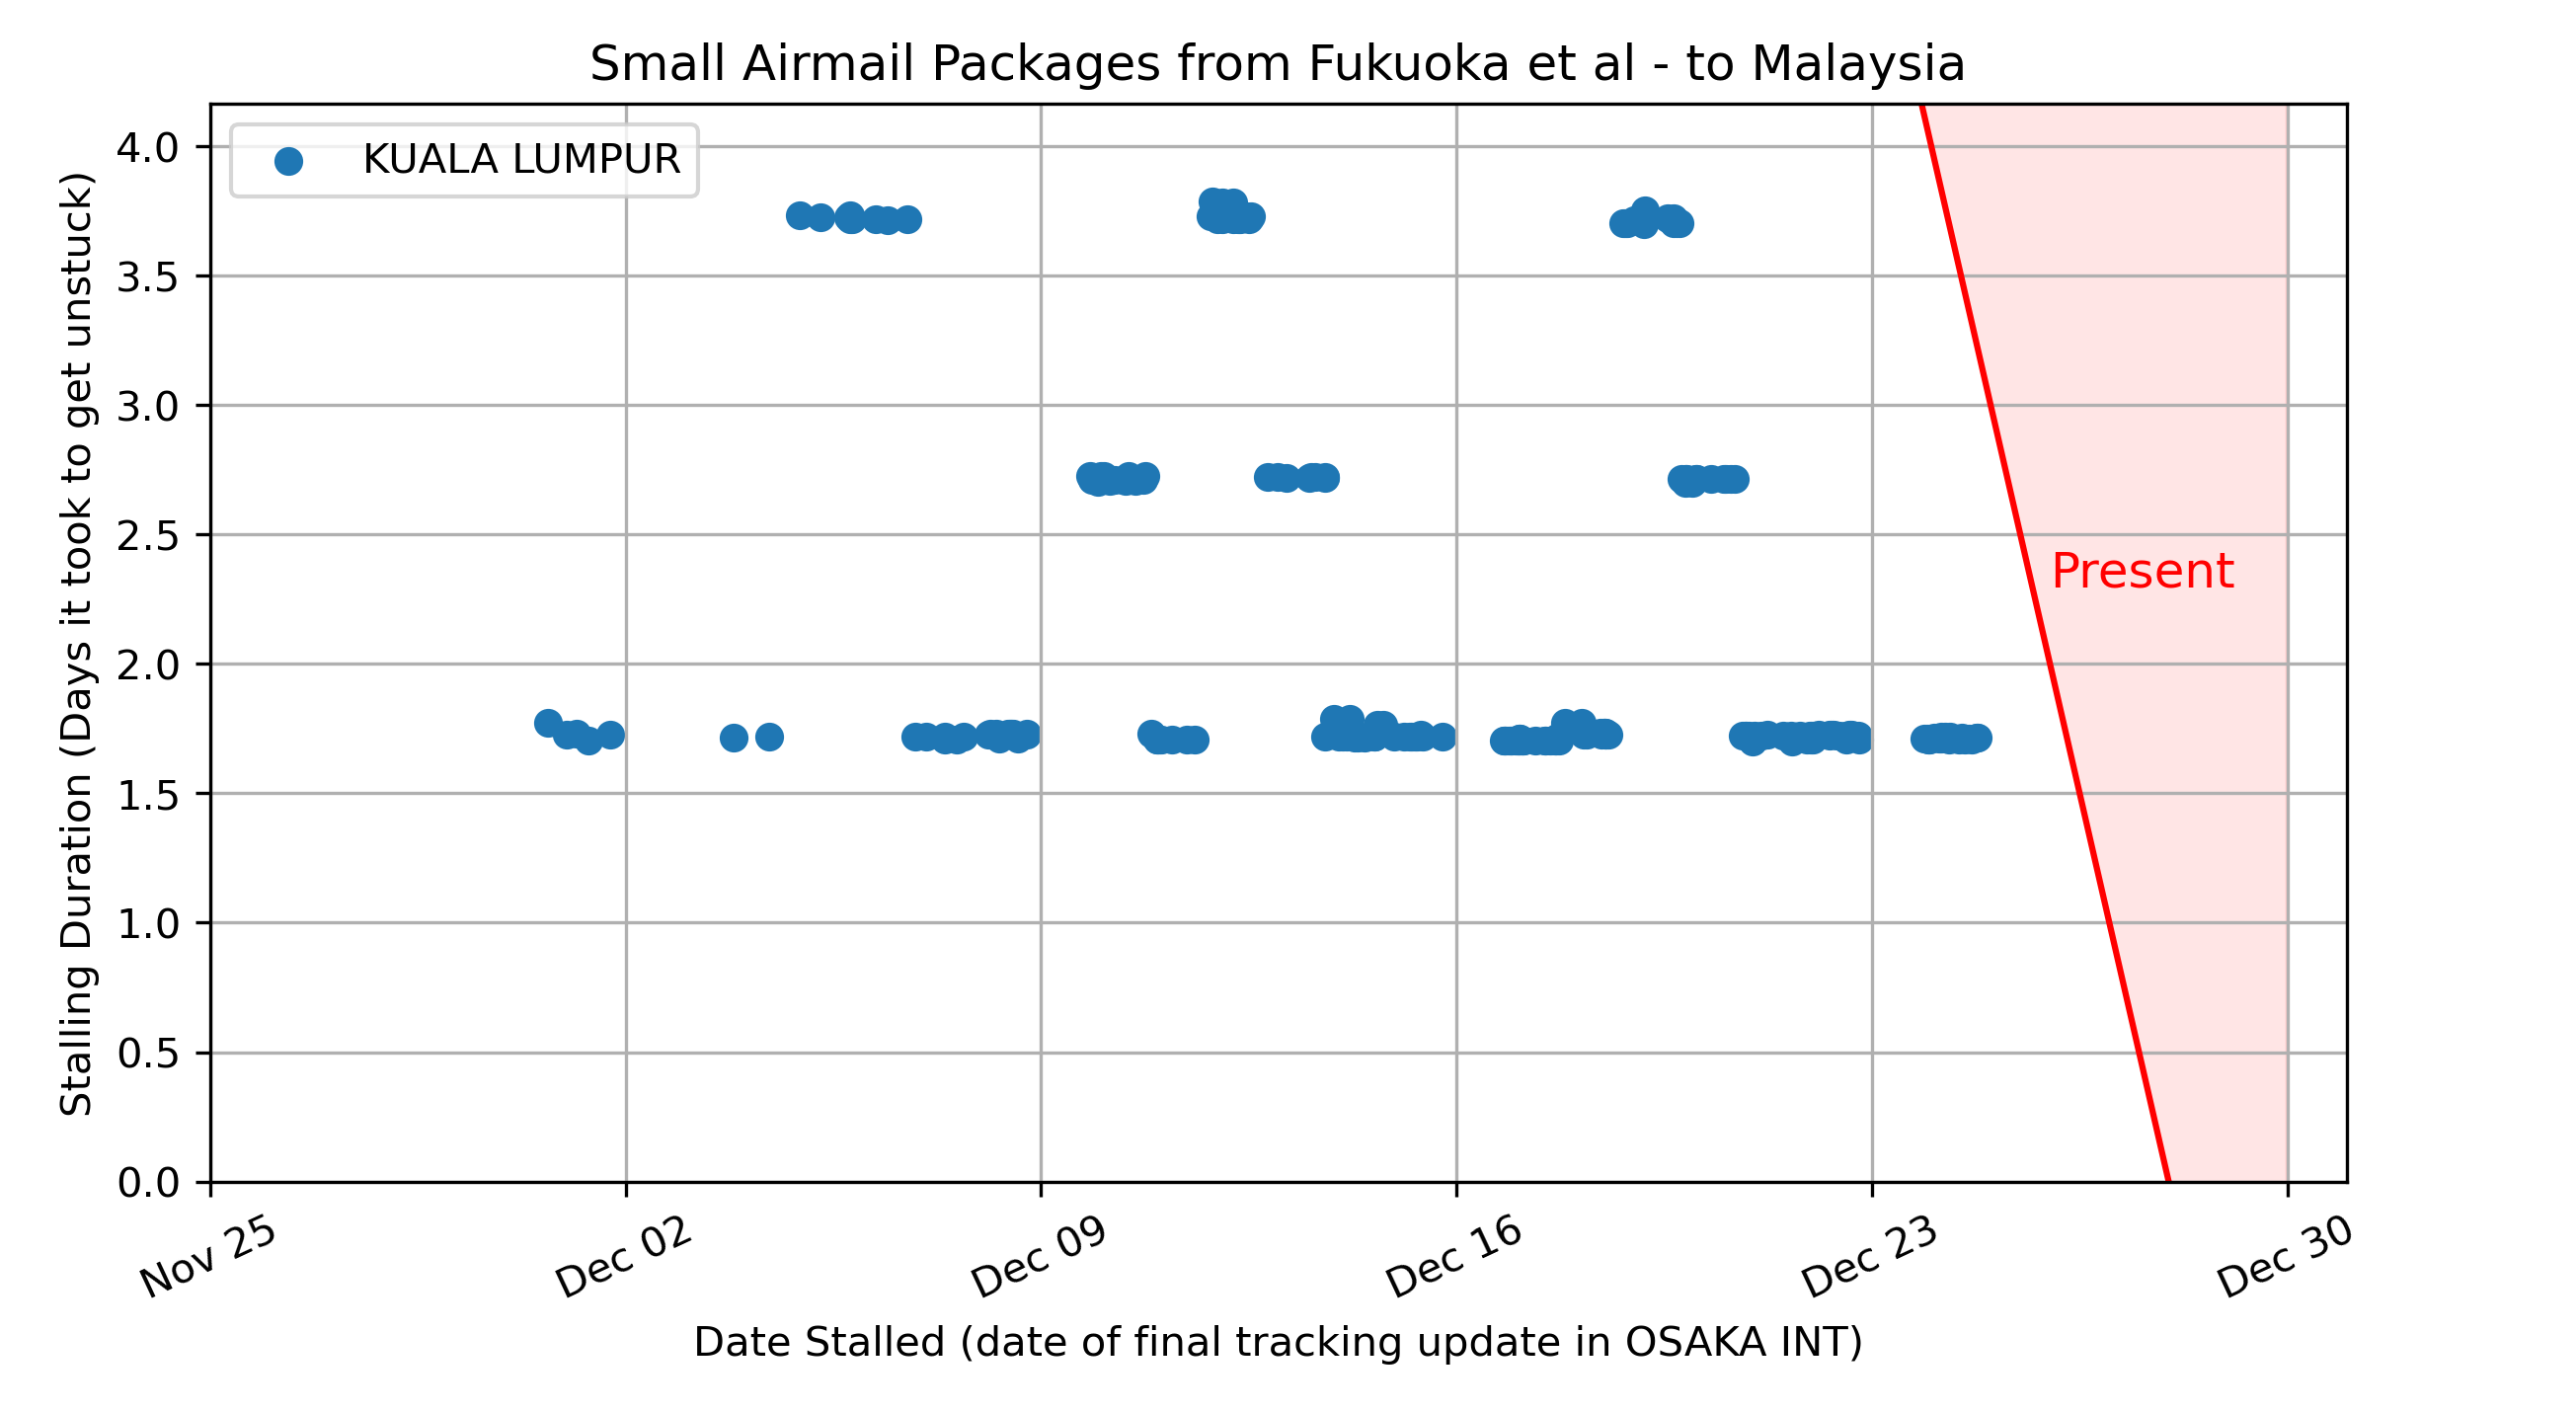 Small Airmail Packages from Fukuoka et al - to Malaysia
KUALA LUMPUR
Stalling Duration (Days it took to get unstuck)
4.0
3.5
3.0
2.5
2.0
1.5
1.0
0.5
0.0
Present
Nov 25
Dec 02
Dec 09
Dec 16
Dec 23
Dec 30
Date Stalled (date of final tracking update in OSAKA INT)